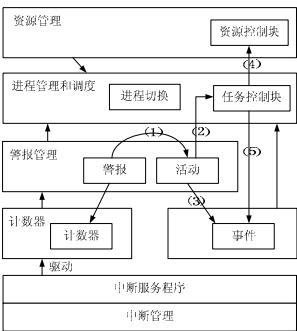 资源管理
资源控制块
(4)
进程管理和调度
进程切换
任务控制块
(1)
(2)
(5)
警报管理
警报
活动
(3)
计数器
计数器
事件
驱动
中断服务程序
中断管理